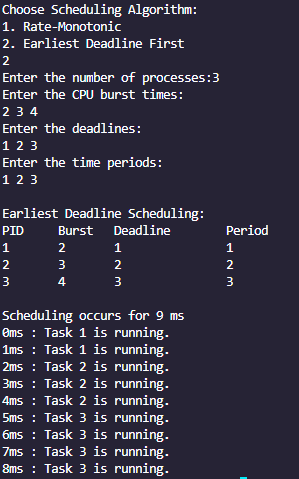 Choose Scheduling Algorithm:
1. Rate-Monotonic
2. Earliest Deadline First
2
Enter the number of processes:3
Enter the CPU burst times:
2 3 4
Enter the deadlines:
1 2 3
Enter the time periods:
1 2 3
Earliest Deadline Scheduling:
PID Burst Deadline Period
1 2 1 1
2 3 2 2
3 4 3 3
Scheduling occurs for 9 ms
0ms : Task 1 is running.
1ms : Task 1 is running.
2ms : Task 2 is running.
3ms : Task 2 is running.
4ms : Task 2 is running.
5ms : Task 3 is running.
6ms : Task 3 is running.
7ms : Task 3 is running.
8ms : Task 3 is running.